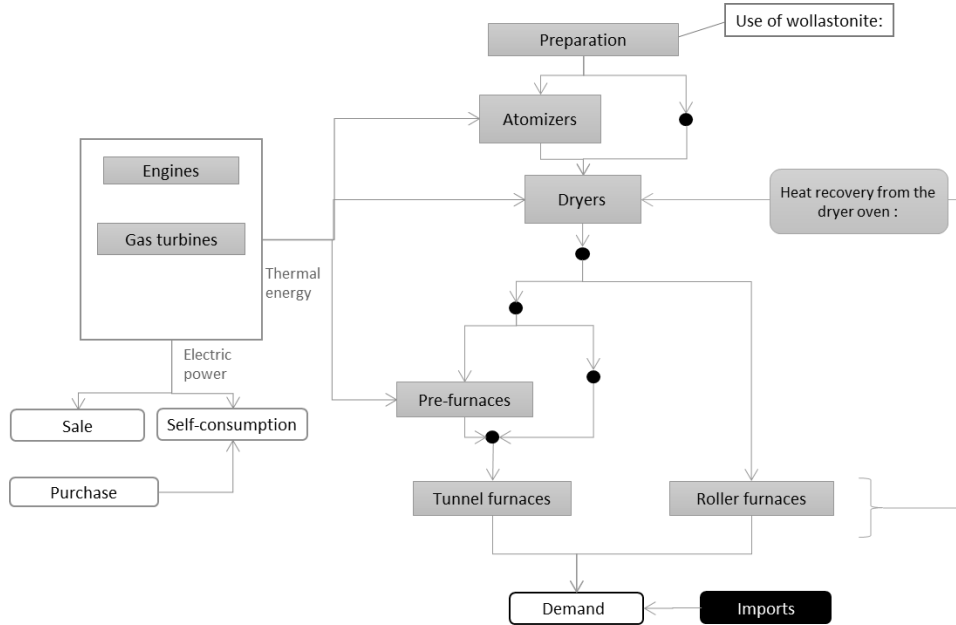 Use of wollastonite:
Preparation
Atomizers
Engines
Dryers
Heat recovery from the
dryer oven :
Gas turbines
Thermal
energy
Electric
power
Pre-furnaces
Sale
Self-consumption
Purchase
Tunnel furnaces
Roller furnaces
Demand
Imports